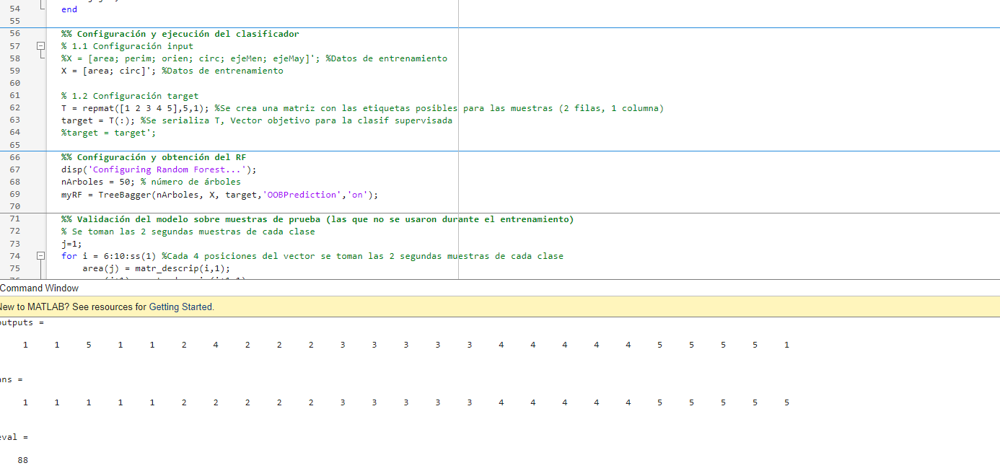 54 end
55
56 %% Configuración y ejecución del clasificador
57 % 1.1 Configuración input
58 %X = [area; perim; orien; circ; ejeMen; ejeMay]'; %Datos de entrenamiento
59 X = [area; circ]'; %Datos de entrenamiento
60
61 % 1.2 Configuración target
62 T = repmat([1 2 3 4 5],5,1); %Se crea una matriz con las etiquetas posibles para las muestras (2 filas, 1 columna)
63 target = T(:); %Se serializa T, Vector objetivo para la clasif supervisada
64 %target = target';
65
66 %% Configuración y obtención del RF
67 disp('Configuring Random Forest...');
68 nArboles = 50; % número de árboles
69 myRF = TreeBagger(nArboles, X, target,'OOBPrediction','on');
70
71 %% Validación del modelo sobre muestras de prueba (las que no se usaron durante el entrenamiento)
72 % Se toman las 2 segundas muestras de cada clase
73 j=1;
74 for i = 6:10:ss(1) %Cada 4 posiciones del vector se toman las 2 segundas muestras de cada clase
75 area(j) = matr_descrip(i,1);
Command Window
New to MATLAB? See resources for Getting Started.
outputs =
1 1 5 1 1 2 4 2 2 2 3 3 3 3 3 4 4 4 4 4 5 5 5 5 1
ans =
1 1 1 1 1 2 2 2 2 2 3 3 3 3 3 4 4 4 4 4 5 5 5 5 5
eval =
88